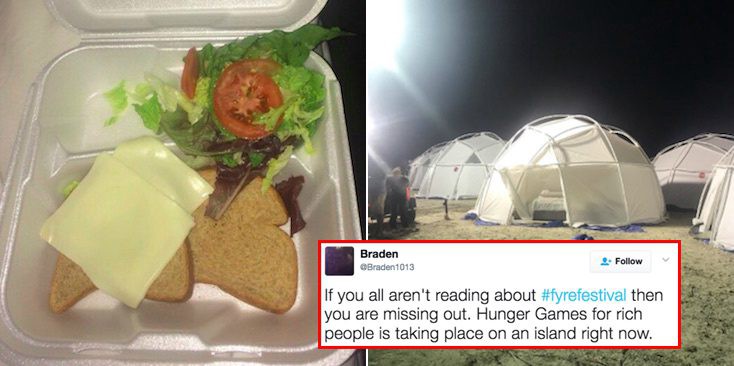 Braden
@Braden1013
Follow
If you all aren't reading about #fyrefestival then
you are missing out. Hunger Games for rich
people is taking place on an island right now.